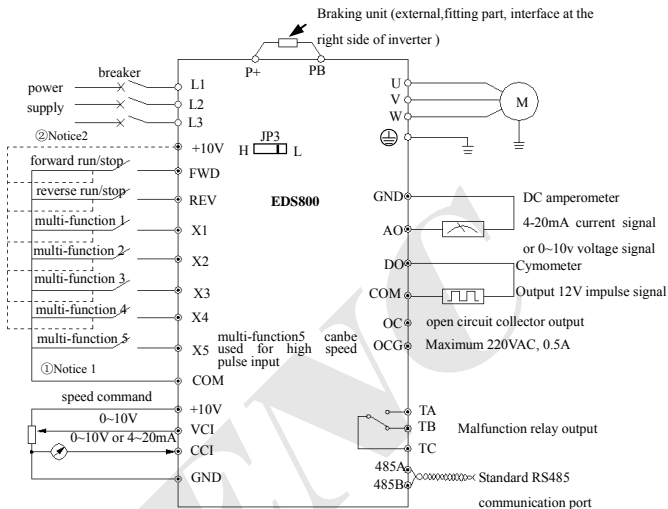 Braking unit (external,fitting part, interface at the
right side of inverter )
P+
PB
breaker
power
supply
L1
L2
L3
U
V
W
M
②Notice2
+10V
JP3
H
L
forward run/stop
FWD
reverse run/stop
REV
EDS800
multi-function 1
X1
multi-function 2
X2
multi-function 3
X3
multi-function 4
X4
multi-function 5
X5
multi-function5 canbe
used for high speed
pulse input
①Notice 1
COM
speed command
+10V
0~10V
VCI
0~10V or 4~20mA
CCI
GND
GND
DC amperometer
AO
4-20mA current signal
or 0~10v voltage signal
DO
Cymometer
COM
Output 12V impulse signal
OC
open circuit collector output
OCG
Maximum 220VAC, 0.5A
TA
TB
TC
Malfunction relay output
485A
485B
Standard RS485
communication port
ENC